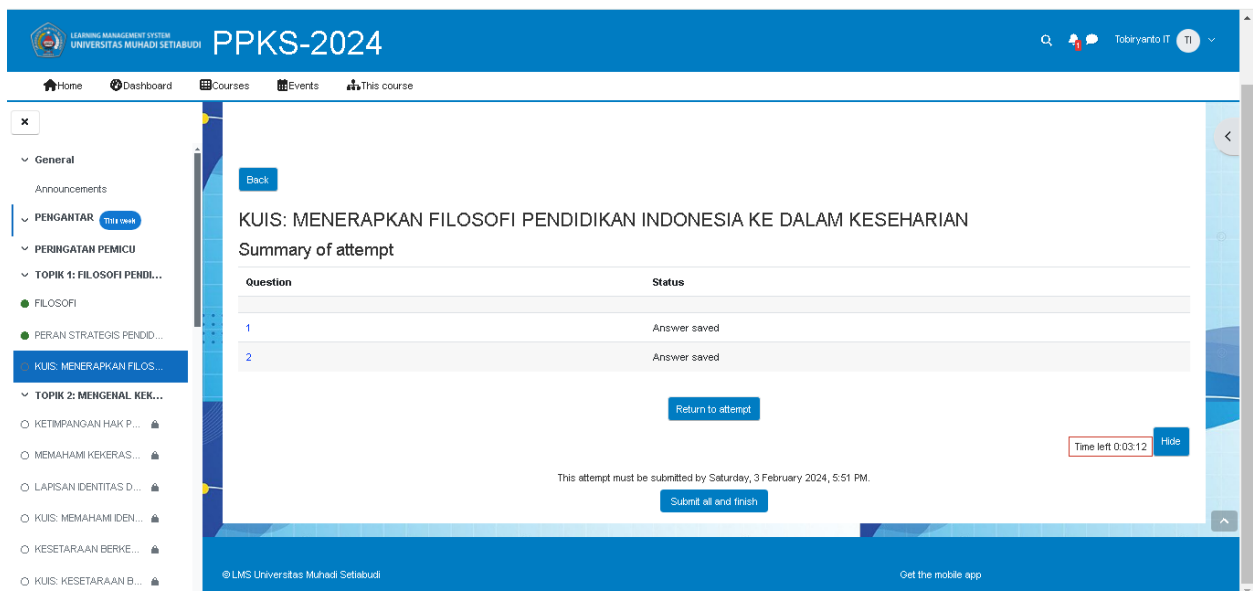 LEARNING MANAGEMENT SYSTEM
UNIVERSITAS MUHADI SETIABUDI
PPKS-2024
Tobiryanto IT
TI
Home
Dashboard
Courses
Events
This course
General
Announcements
PENGANTAR
This week
PERINGATAN PEMICU
TOPIK 1: FILOSOFI PENDI...
FILOSOFI
PERAN STRATEGIS PENDID...
KUIS: MENERAPKAN FILOS...
TOPIK 2: MENGENAL KEK...
KETIMPANGAN HAK P...
MEMAHAMI KEKERAS...
LAPISAN IDENTITAS D...
KUIS: MEMAHAMI IDEN...
KESETARAAN BERKE...
KUIS: KESETARAAN B...
Back
KUIS: MENERAPKAN FILOSOFI PENDIDIKAN INDONESIA KE DALAM KESEHARIAN
Summary of attempt
Question Status
1 Answer saved
2 Answer saved
Return to attempt
Time left 0:03:12
Hide
This attempt must be submitted by Saturday, 3 February 2024, 5:51 PM.
Submit all and finish
© LMS Universitas Muhadi Setiabudi
Get the mobile app